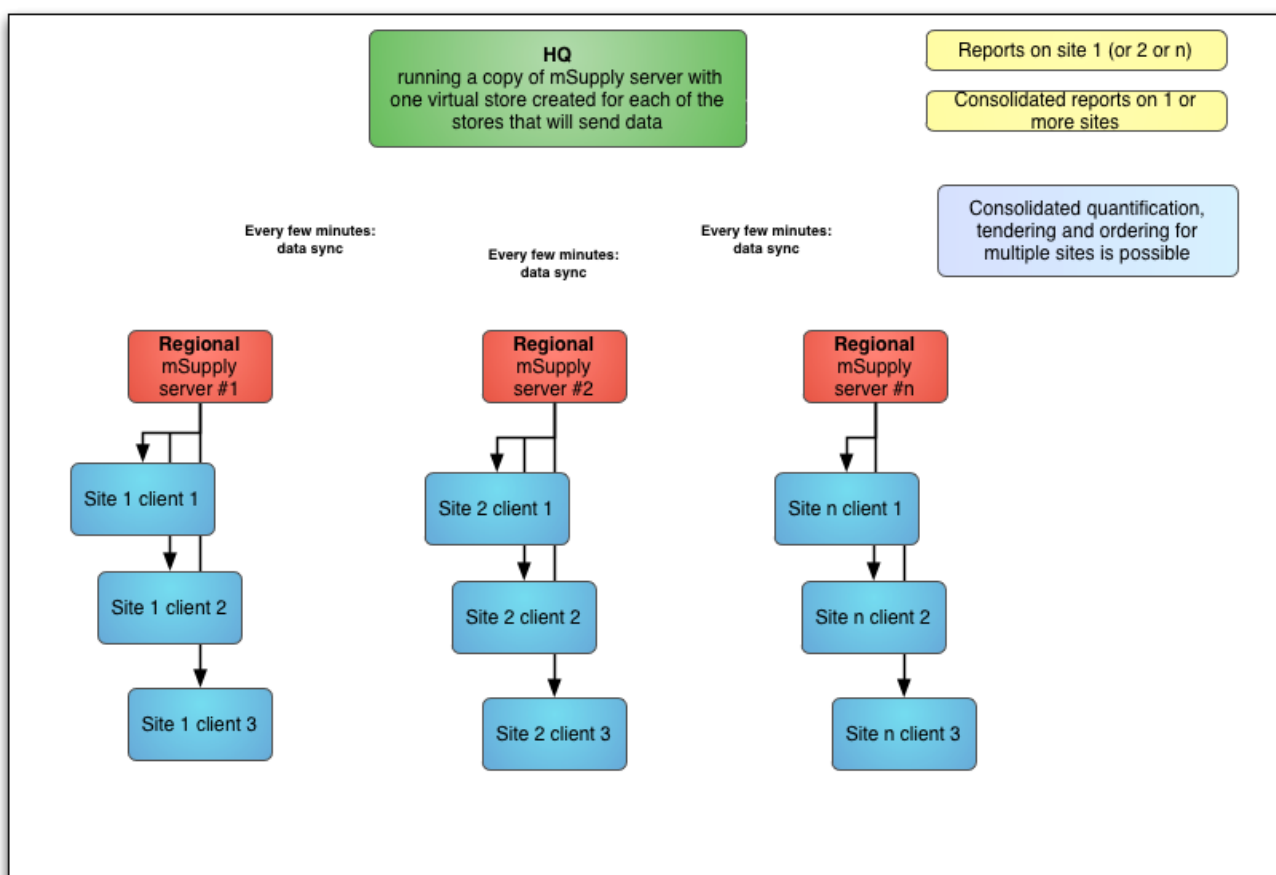 HQ
running a copy of mSupply server with
one virtual store created for each of the
stores that will send data
Reports on site 1 (or 2 or n)
Consolidated reports on 1 or
more sites
Consolidated quantification,
tendering and ordering for
multiple sites is possible
Every few minutes:
data sync
Every few minutes:
data sync
Every few minutes:
data sync
Regional
mSupply
server #1
Regional
mSupply
server #2
Regional
mSupply
server #n
Site 1 client 1
Site 2 client 1
Site n client 1
Site 1 client 2
Site 2 client 2
Site n client 2
Site 1 client 3
Site 2 client 3
Site n client 3